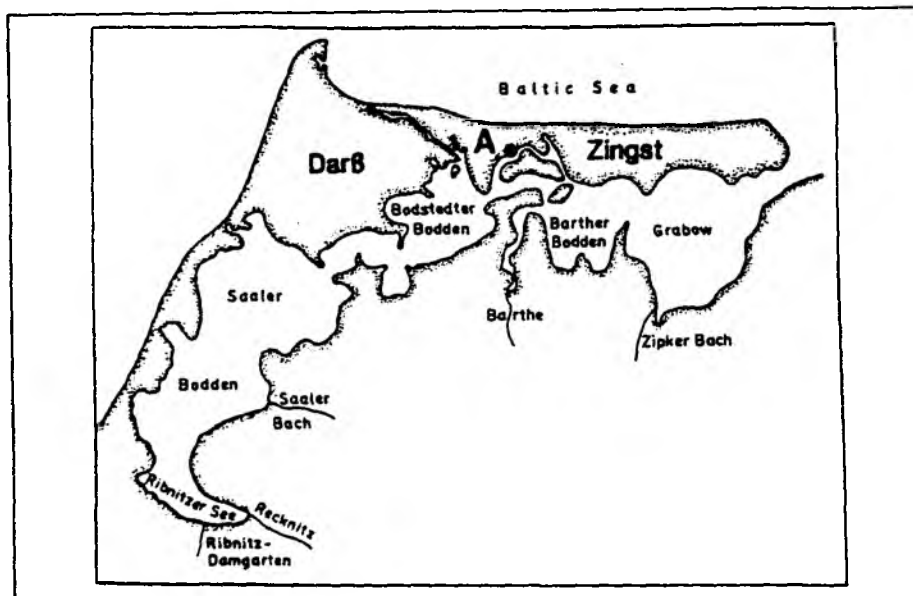 Baltic Sea
A
Zingst
Darß
Bodstedter
Bodden
Barther
Bodden
Grabow
Saaler
Barthe
Zipker Bach
Bodden
Saaler
Bach
Ribnitzer See
Recknitz
Ribnitz-
Damgarten